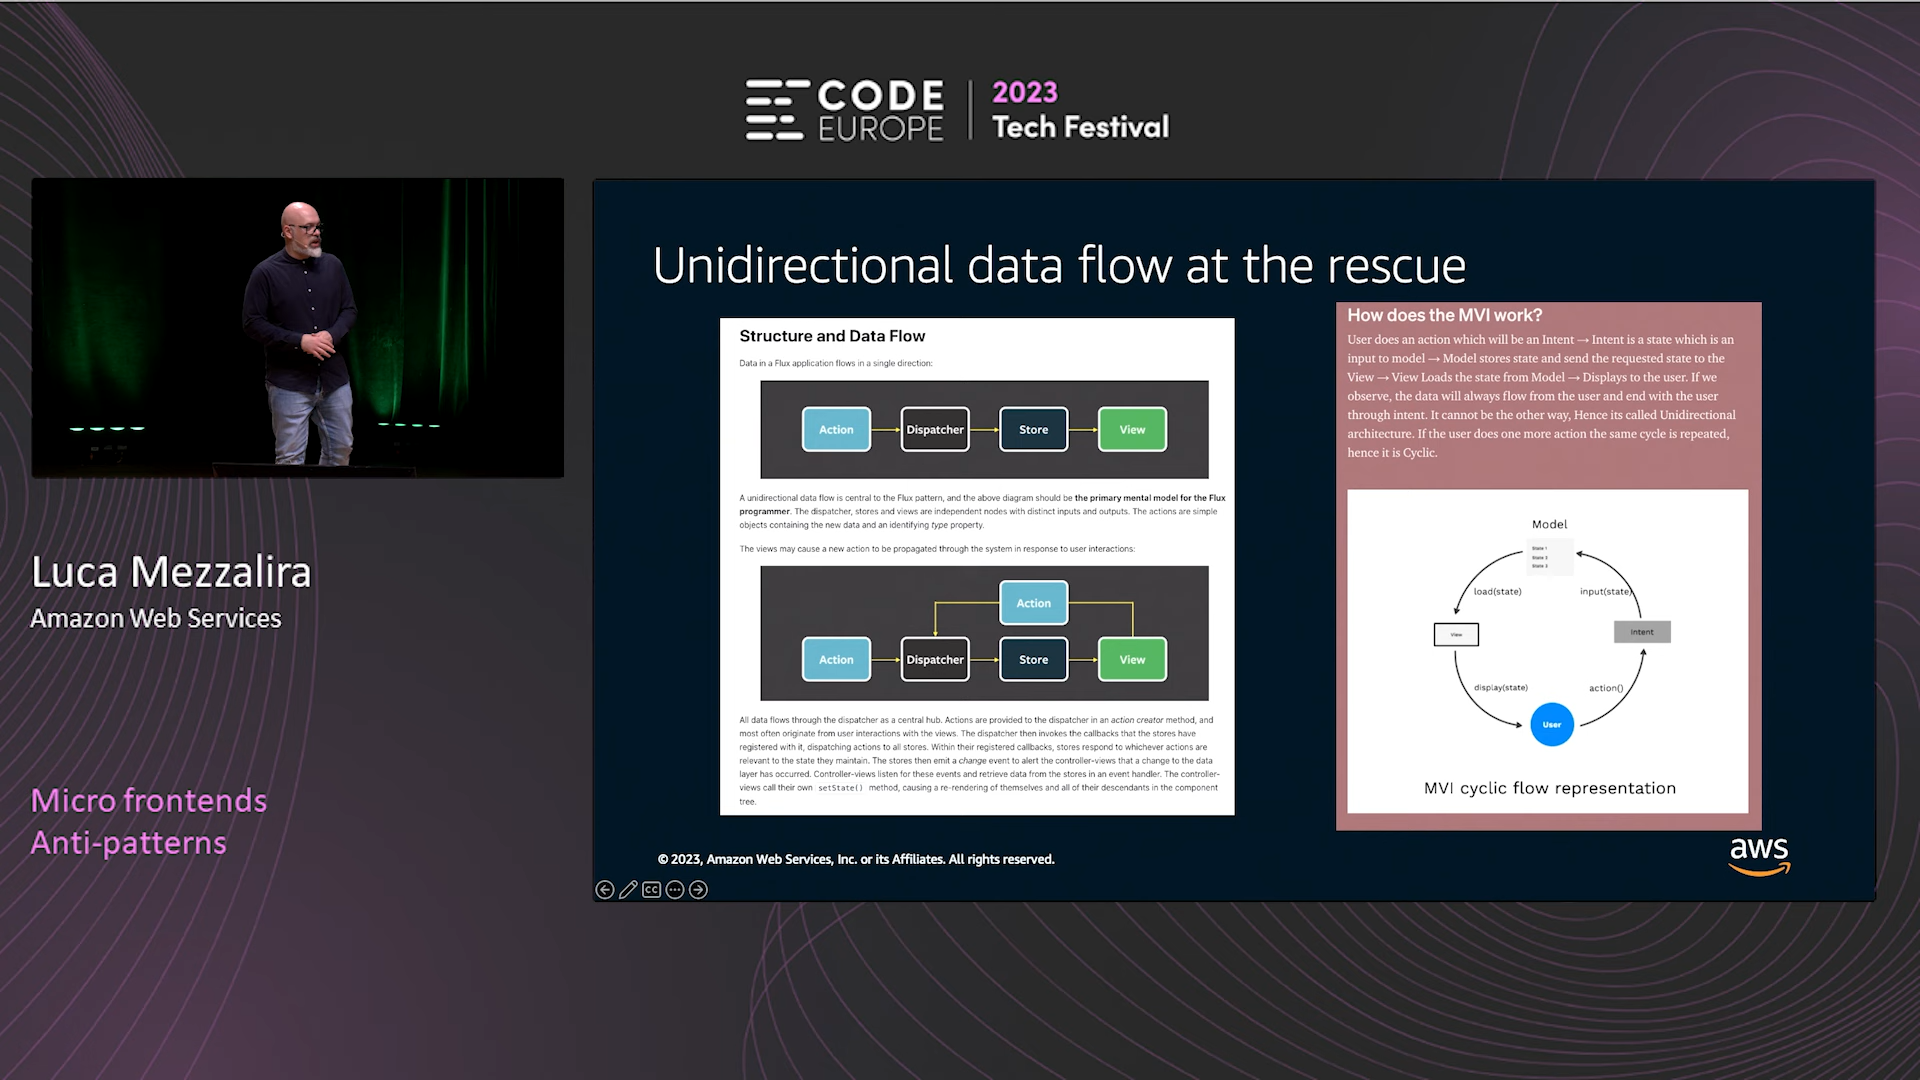 CODE
EUROPE
2023
Tech Festival
Luca Mezzalira
Amazon Web Services
Micro frontends
Anti-patterns
Unidirectional data flow at the rescue
Structure and Data Flow
Data in a Flux application flows in a single direction:
Action
Dispatcher
Store
View
A unidirectional data flow is central to the Flux pattern, and the above diagram should be the primary mental model for the Flux
programmer. The dispatcher, stores and views are independent nodes with distinct inputs and outputs. The actions are simple
objects containing the new data and an identifying type property.
The views may cause a new action to be propagated through the system in response to user interactions:
Action
Action
Dispatcher
Store
View
All data flows through the dispatcher as a central hub. Actions are provided to the dispatcher in an action creator method, and
most often originate from user interactions with the views. The dispatcher then invokes the callbacks that the stores have
registered with it, dispatching actions to all stores. Within their registered callbacks, stores respond to whichever actions are
relevant to the state they maintain. The stores then emit a change event to alert the controller-views that a change to the data
layer has occurred. Controller-views listen for these events and retrieve data from the stores in an event handler. The controller-
views call their own setState() method, causing a re-rendering of themselves and all of their descendants in the component
tree.
How does the MVI work?
User does an action which will be an Intent → Intent is a state which is an
input to model → Model stores state and send the requested state to the
View → View Loads the state from Model → Displays to the user. If we
observe, the data will always flow from the user and end with the user
through intent. It cannot be the other way, Hence its called Unidirectional
architecture. If the user does one more action the same cycle is repeated,
hence it is Cyclic.
Model
State 1
State 2
State 3
load(state)
input(state)
View
Intent
display(state)
action()
User
MVI cyclic flow representation
© 2023, Amazon Web Services, Inc. or its Affiliates. All rights reserved.
aws
CC